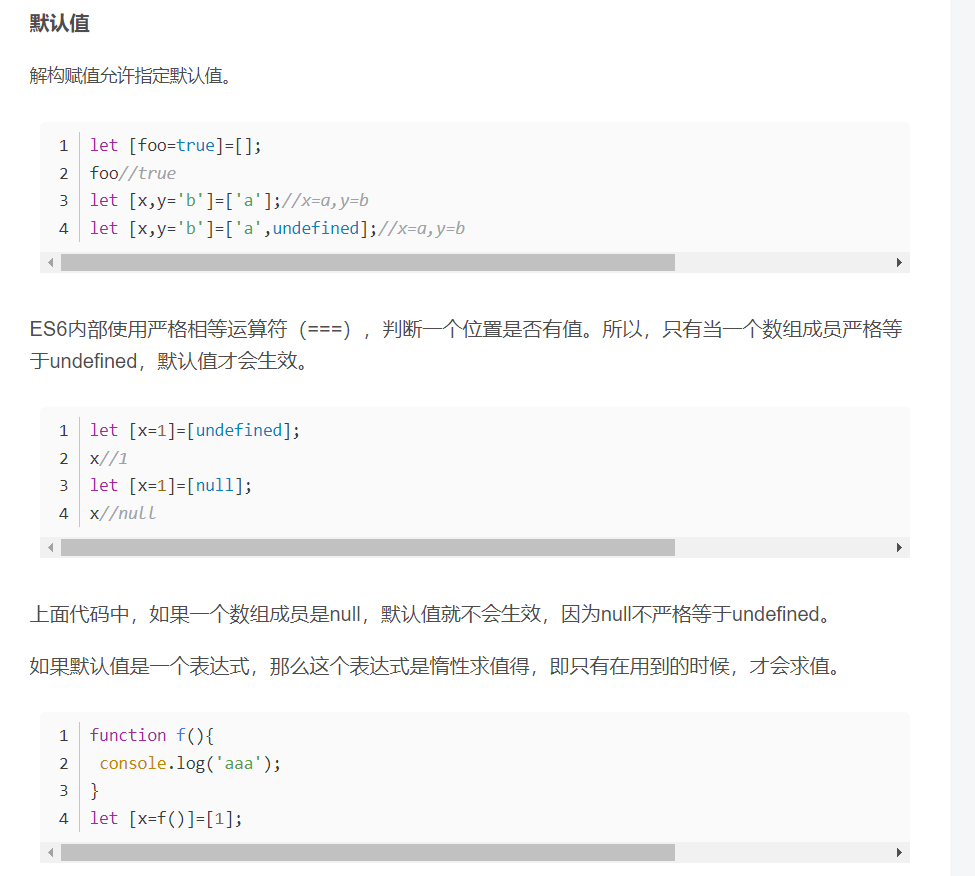 默认值
解构赋值允许指定默认值。
1 let [foo=true]=[];
2 foo//true
3 let [x,y='b']=['a'];//x=a,y=b
4 let [x,y='b']=['a',undefined];//x=a,y=b
ES6内部使用严格相等运算符（===），判断一个位置是否有值。所以，只有当一个数组成员严格等
于undefined，默认值才会生效。
1 let [x=1]=[undefined];
2 x//1
3 let [x=1]=[null];
4 x//null
上面代码中，如果一个数组成员是null，默认值就不会生效，因为null不严格等于undefined。
如果默认值是一个表达式，那么这个表达式是惰性求值得，即只有在用到的时候，才会求值。
1 function f(){
2  console.log('aaa');
3 }
4 let [x=f()]=[1];